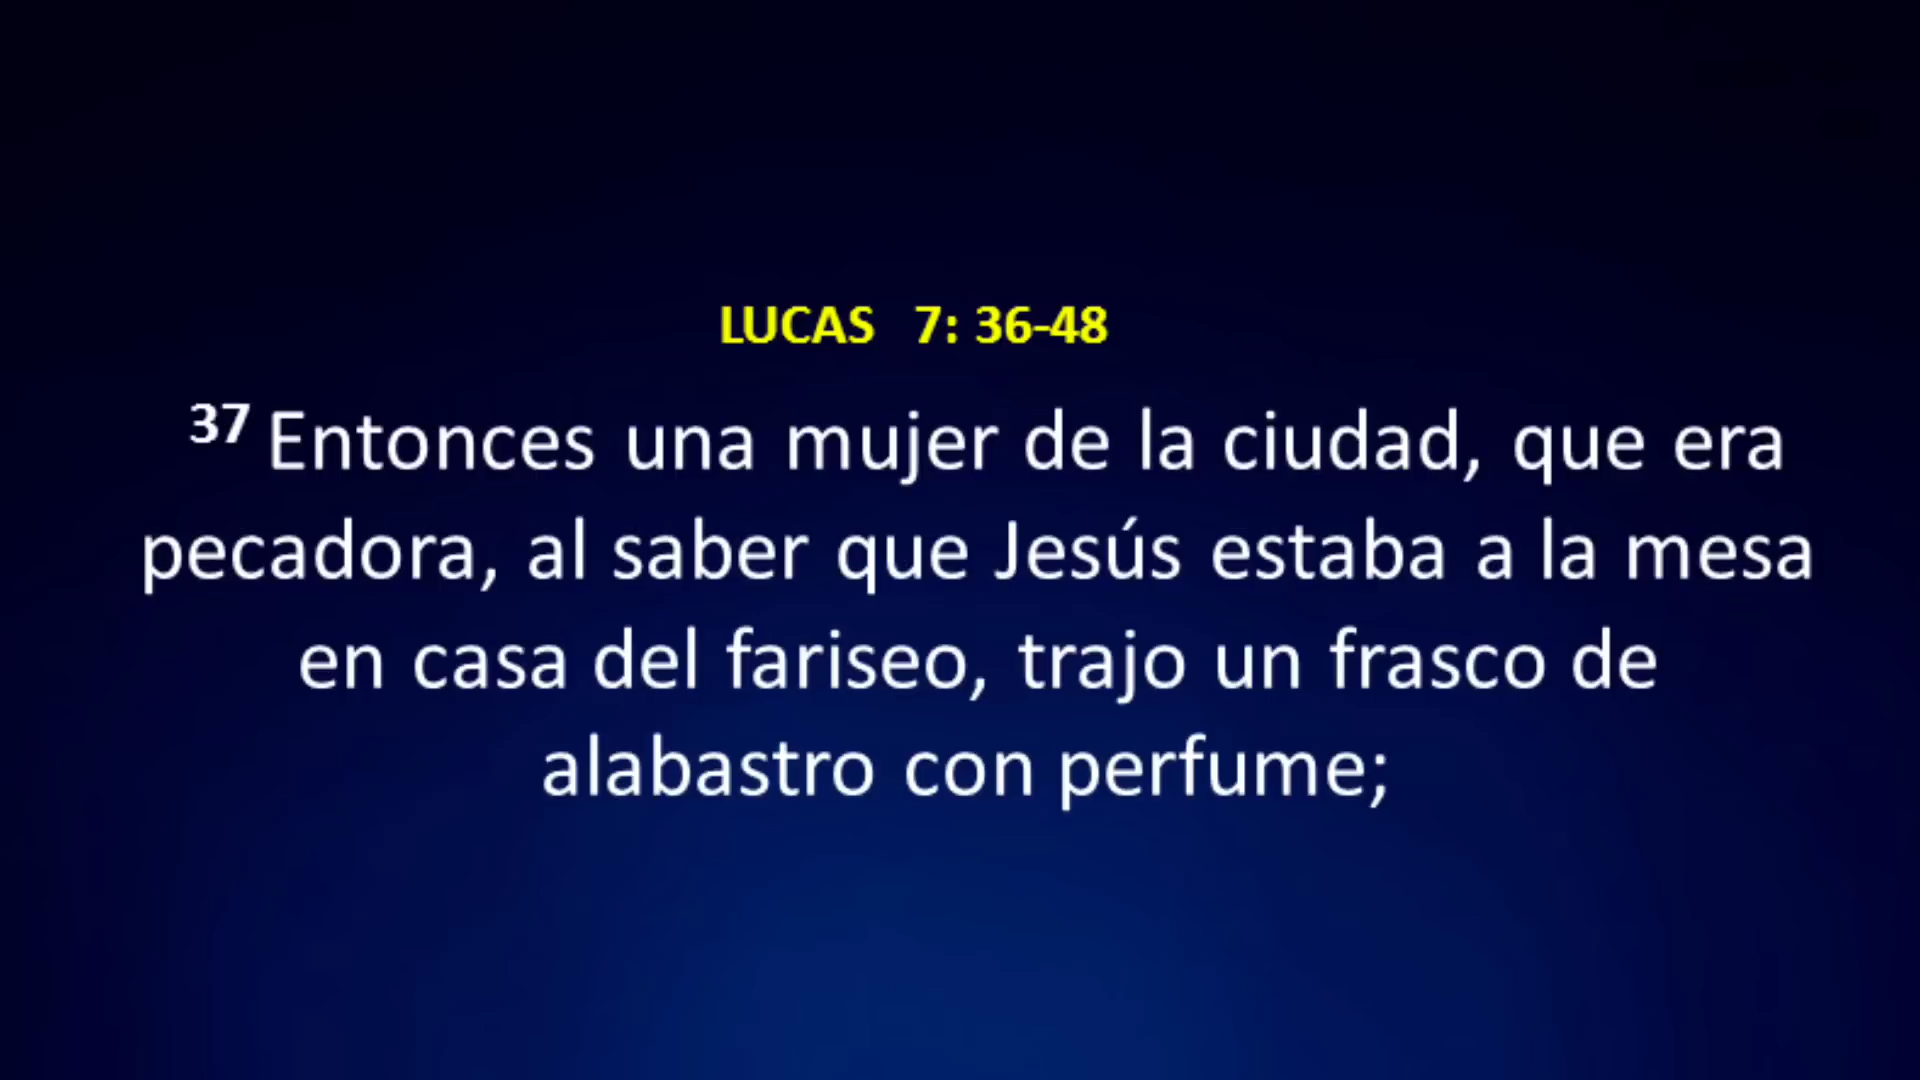 LUCAS 7: 36-48
37 Entonces una mujer de la ciudad, que era
pecadora, al saber que Jesús estaba a la mesa
en casa del fariseo, trajo un frasco de
alabastro con perfume;